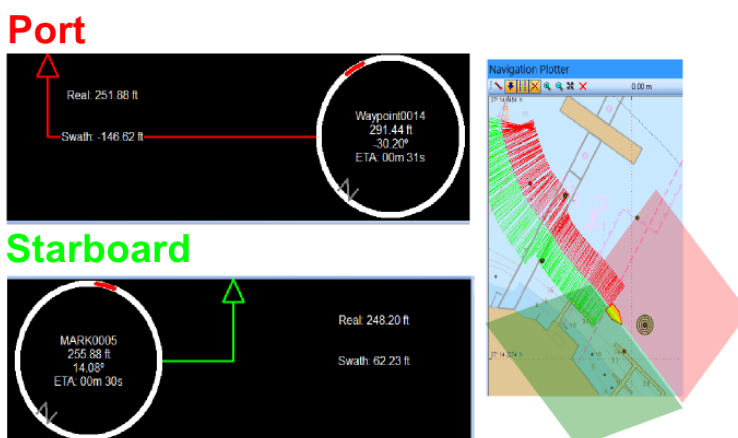 Port
Real: 251.88 ft
Swath: -146.62 ft
Waypoint0014
291.44 ft
-30.20º
ETA: 00m 31s
N
Navigation Plotter
0.00 m
Starboard
MARK0005
255.88 ft
14.08º
ETA: 00m 30s
N
Real: 248.20 ft
Swath: 62.23 ft